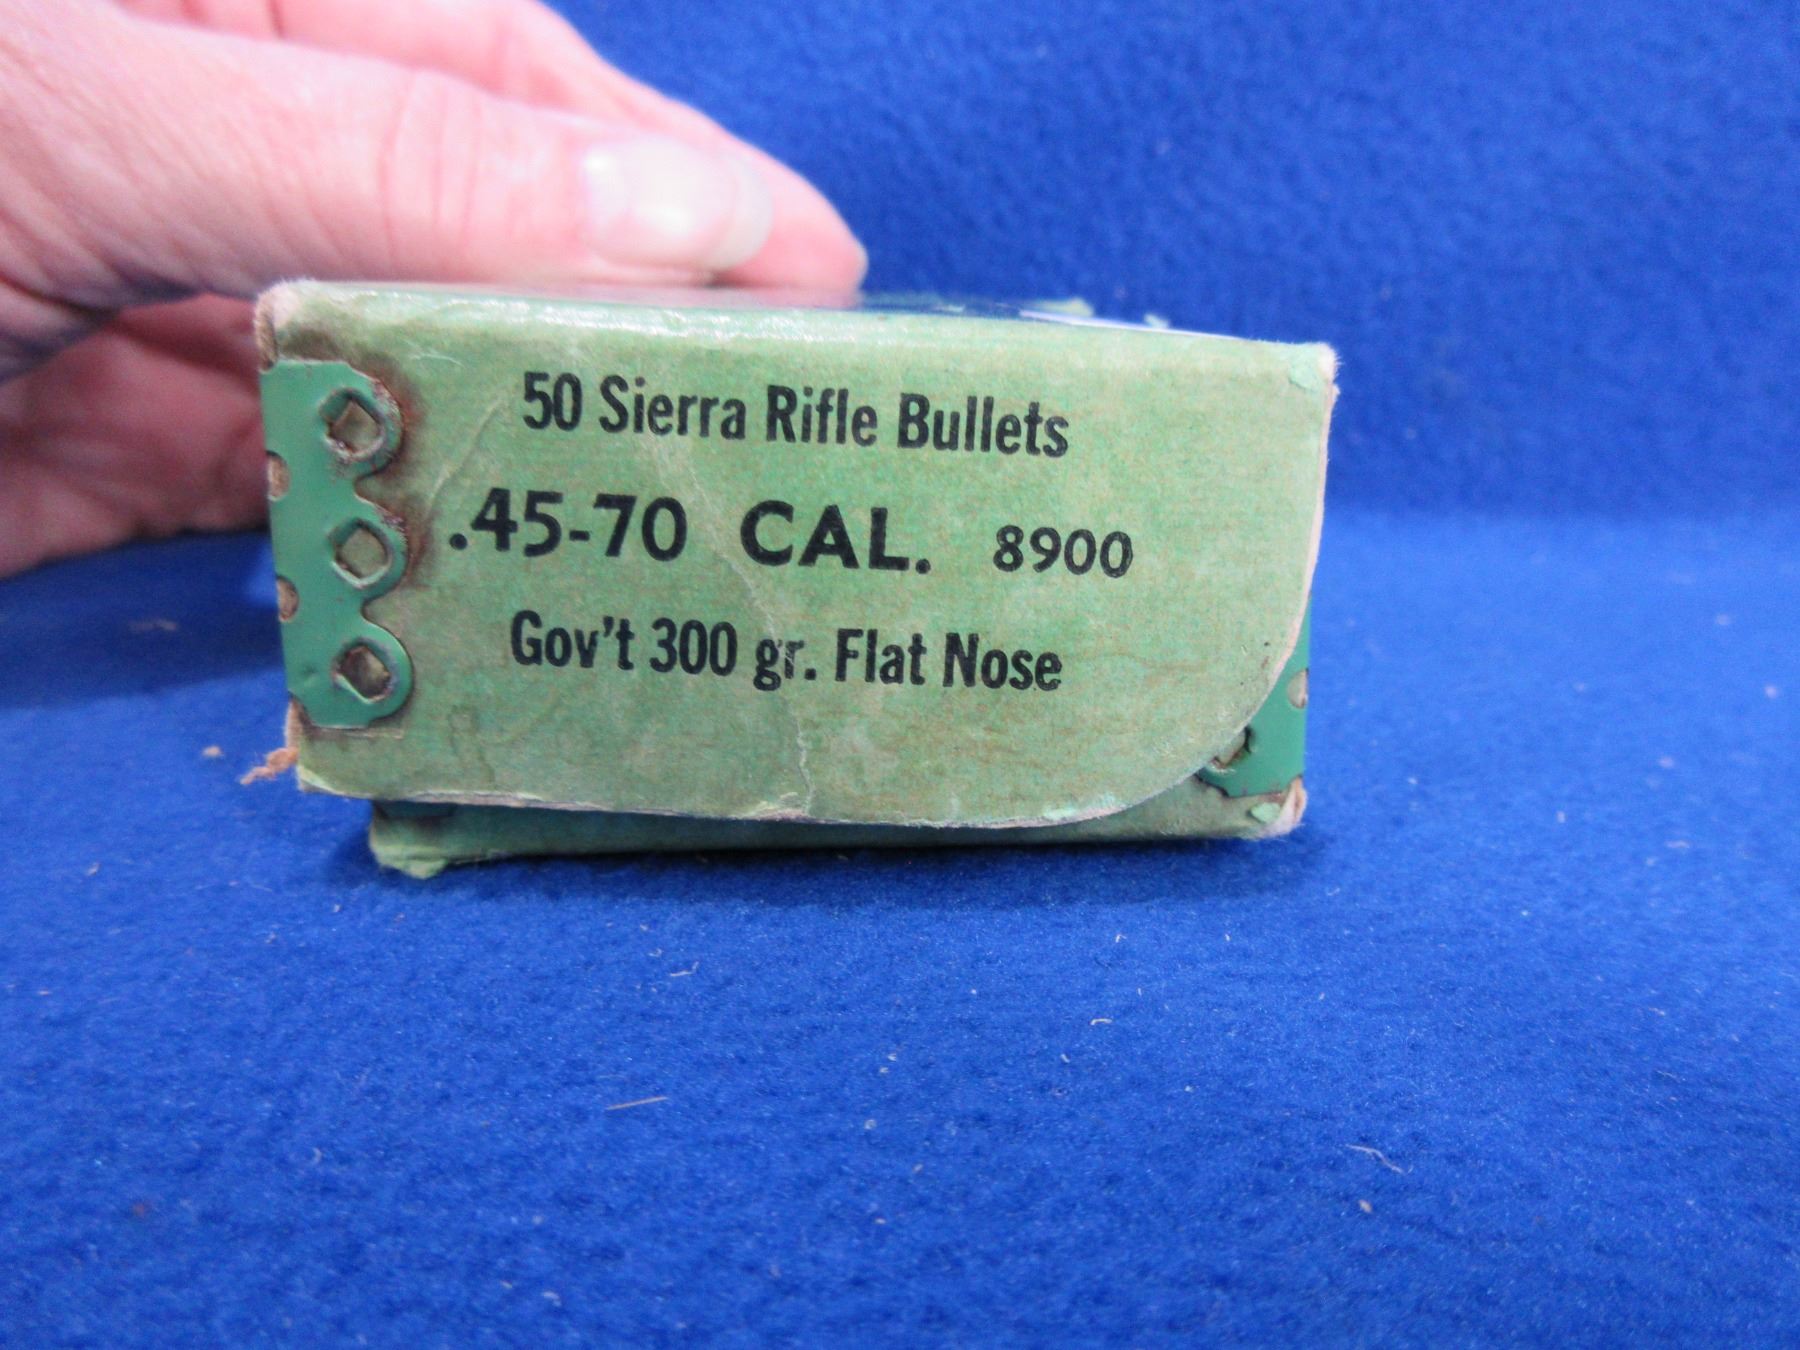 50 Sierra Rifle Bullets
.45-70 CAL. 8900
Gov't 300 gr. Flat Nose